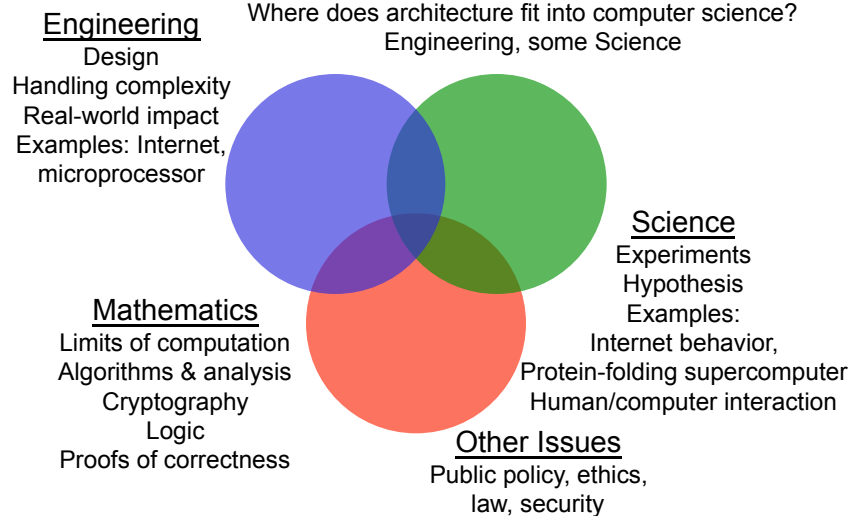 Where does architecture fit into computer science?
Engineering, some Science
Engineering
Design
Handling complexity
Real-world impact
Examples: Internet,
microprocessor
Science
Experiments
Hypothesis
Examples:
Internet behavior,
Protein-folding supercomputer
Human/computer interaction
Mathematics
Limits of computation
Algorithms & analysis
Cryptography
Logic
Proofs of correctness
Other Issues
Public policy, ethics,
law, security